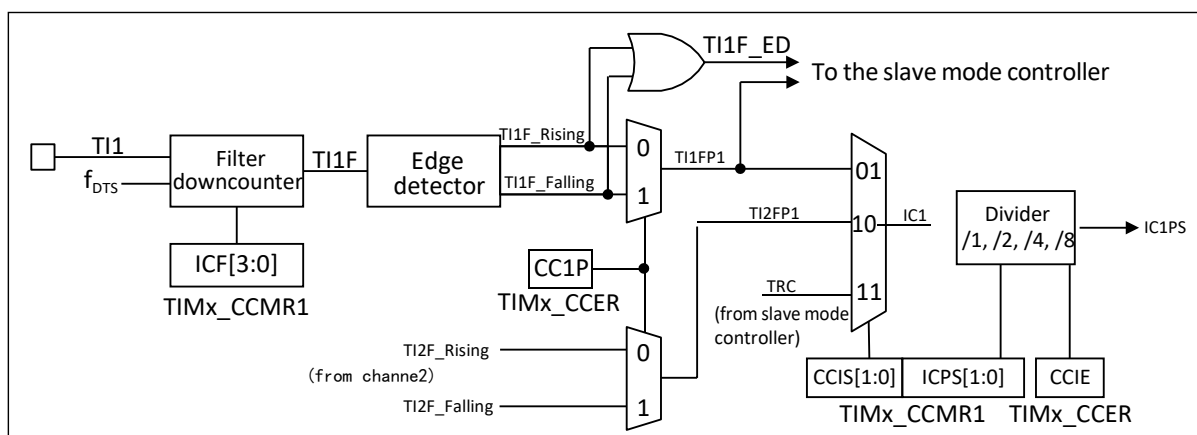 TI1F_ED
To the slave mode controller
TI1
f_DTS
Filter
downcounter
TI1F
Edge
detector
TI1F_Rising
TI1F_Falling
0
1
TI1FP1
TI2FP1
01
10
11
IC1
Divider
/1, /2, /4, /8
IC1PS
ICF[3:0]
TIMx_CCMR1
CC1P
TIMx_CCER
TRC
(from slave mode
controller)
TI2F_Rising
(from channe2)
TI2F_Falling
0
1
CCIS[1:0]
ICPS[1:0]
CCIE
TIMx_CCMR1
TIMx_CCER